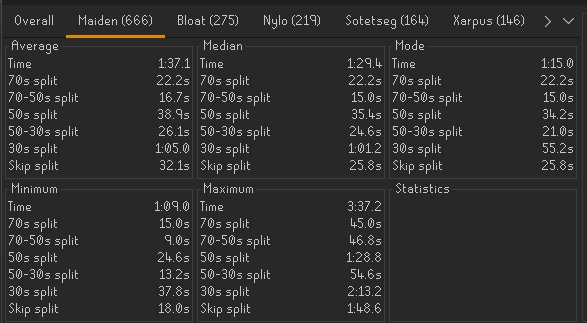 Overall Maiden (666) Bloat (275) Nylo (219) Sotetseg (164) Xarpus (146)
Average
Time 1:37.1
70s split 22.2s
70-50s split 16.7s
50s split 38.9s
50-30s split 26.1s
30s split 1:05.0
Skip split 32.1s
Median
Time 1:29.4
70s split 22.2s
70-50s split 15.0s
50s split 35.4s
50-30s split 24.6s
30s split 1:01.2
Skip split 25.8s
Mode
Time 1:15.0
70s split 22.2s
70-50s split 15.0s
50s split 34.2s
50-30s split 21.0s
30s split 55.2s
Skip split 25.8s
Minimum
Time 1:09.0
70s split 15.0s
70-50s split 9.0s
50s split 24.6s
50-30s split 13.2s
30s split 37.8s
Skip split 18.0s
Maximum
Time 3:37.2
70s split 45.0s
70-50s split 46.8s
50s split 1:28.8
50-30s split 54.6s
30s split 2:13.2
Skip split 1:48.6
Statistics